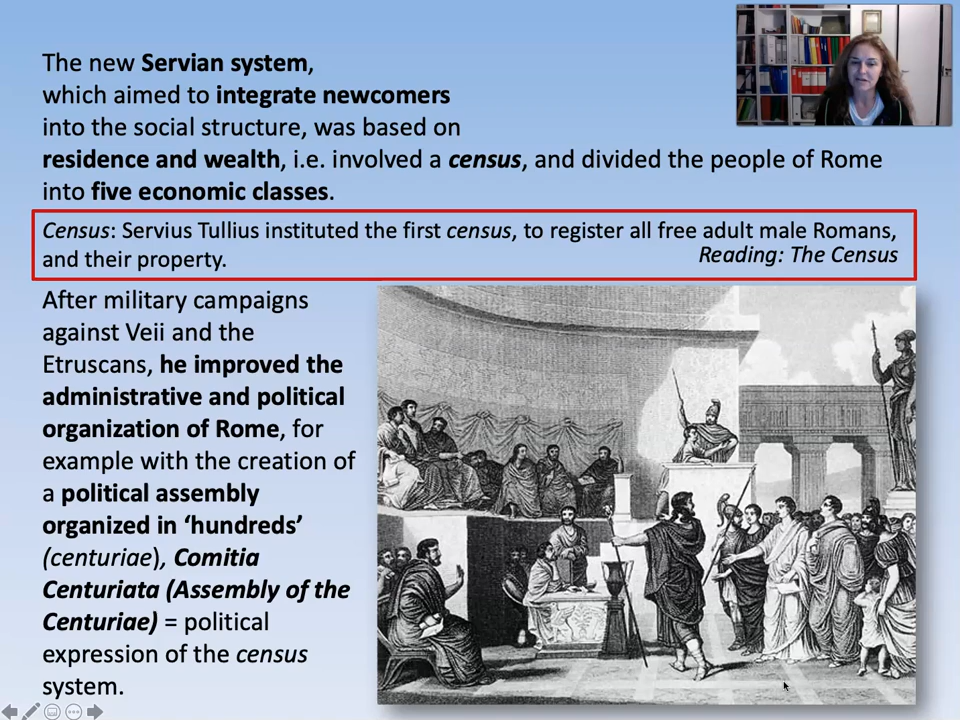 The new Servian system,
which aimed to integrate newcomers
into the social structure, was based on
residence and wealth, i.e. involved a census, and divided the people of Rome
into five economic classes.
Census: Servius Tullius instituted the first census, to register all free adult male Romans,
and their property.
Reading: The Census
After military campaigns
against Veii and the
Etruscans, he improved the
administrative and political
organization of Rome, for
example with the creation of
a political assembly
organized in ‘hundreds’
(centuriae), Comitia
Centuriata (Assembly of the
Centuriae) = political
expression of the census
system.